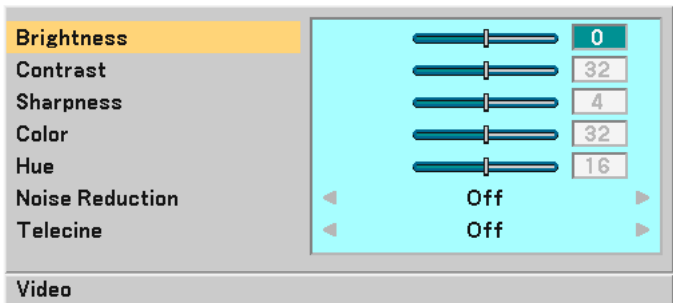 Brightness 0
Contrast 32
Sharpness 4
Color 32
Hue 16
Noise Reduction Off
Telecine Off
Video